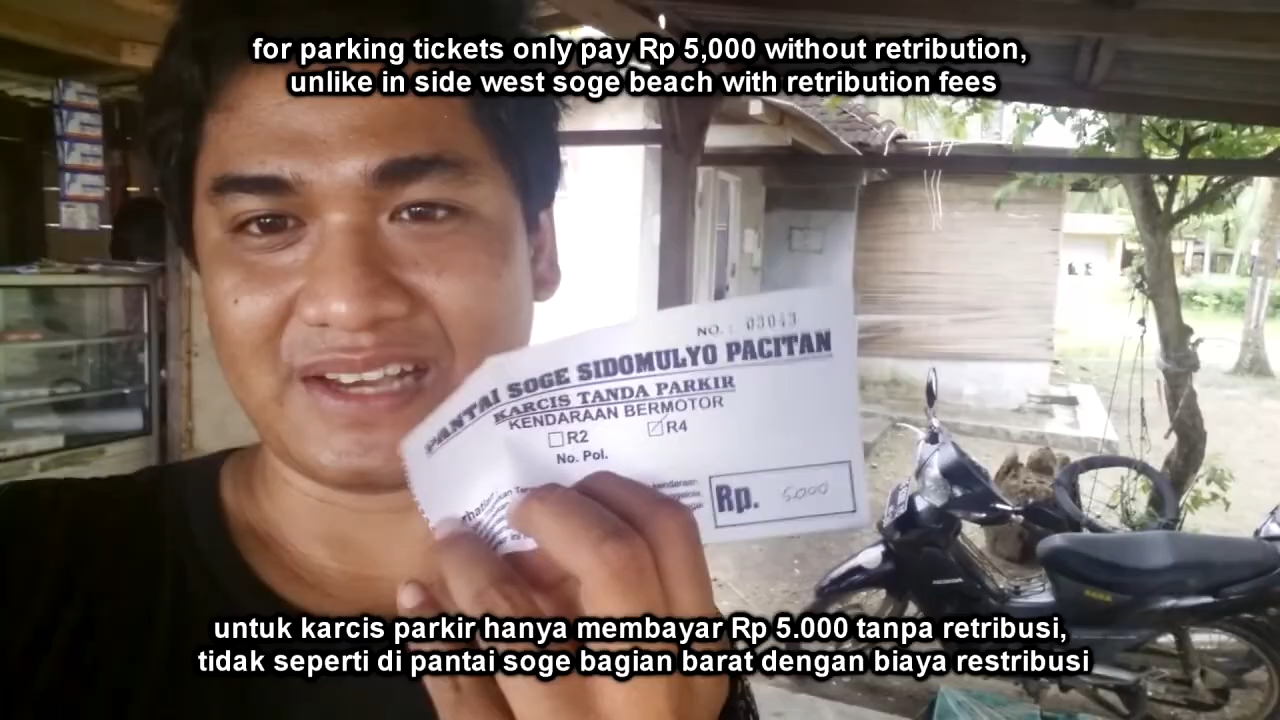 for parking tickets only pay Rp 5,000 without retribution,
unlike in side west soge beach with retribution fees
NO. : 03043
PANTAI SOGE SIDOMULYO PACITAN
KARCIS TANDA PARKIR
KENDARAAN BERMOTOR
R2 R4
No. Pol.
Rp. 5000
untuk karcis parkir hanya membayar Rp 5.000 tanpa retribusi,
tidak seperti di pantai soge bagian barat dengan biaya restribusi